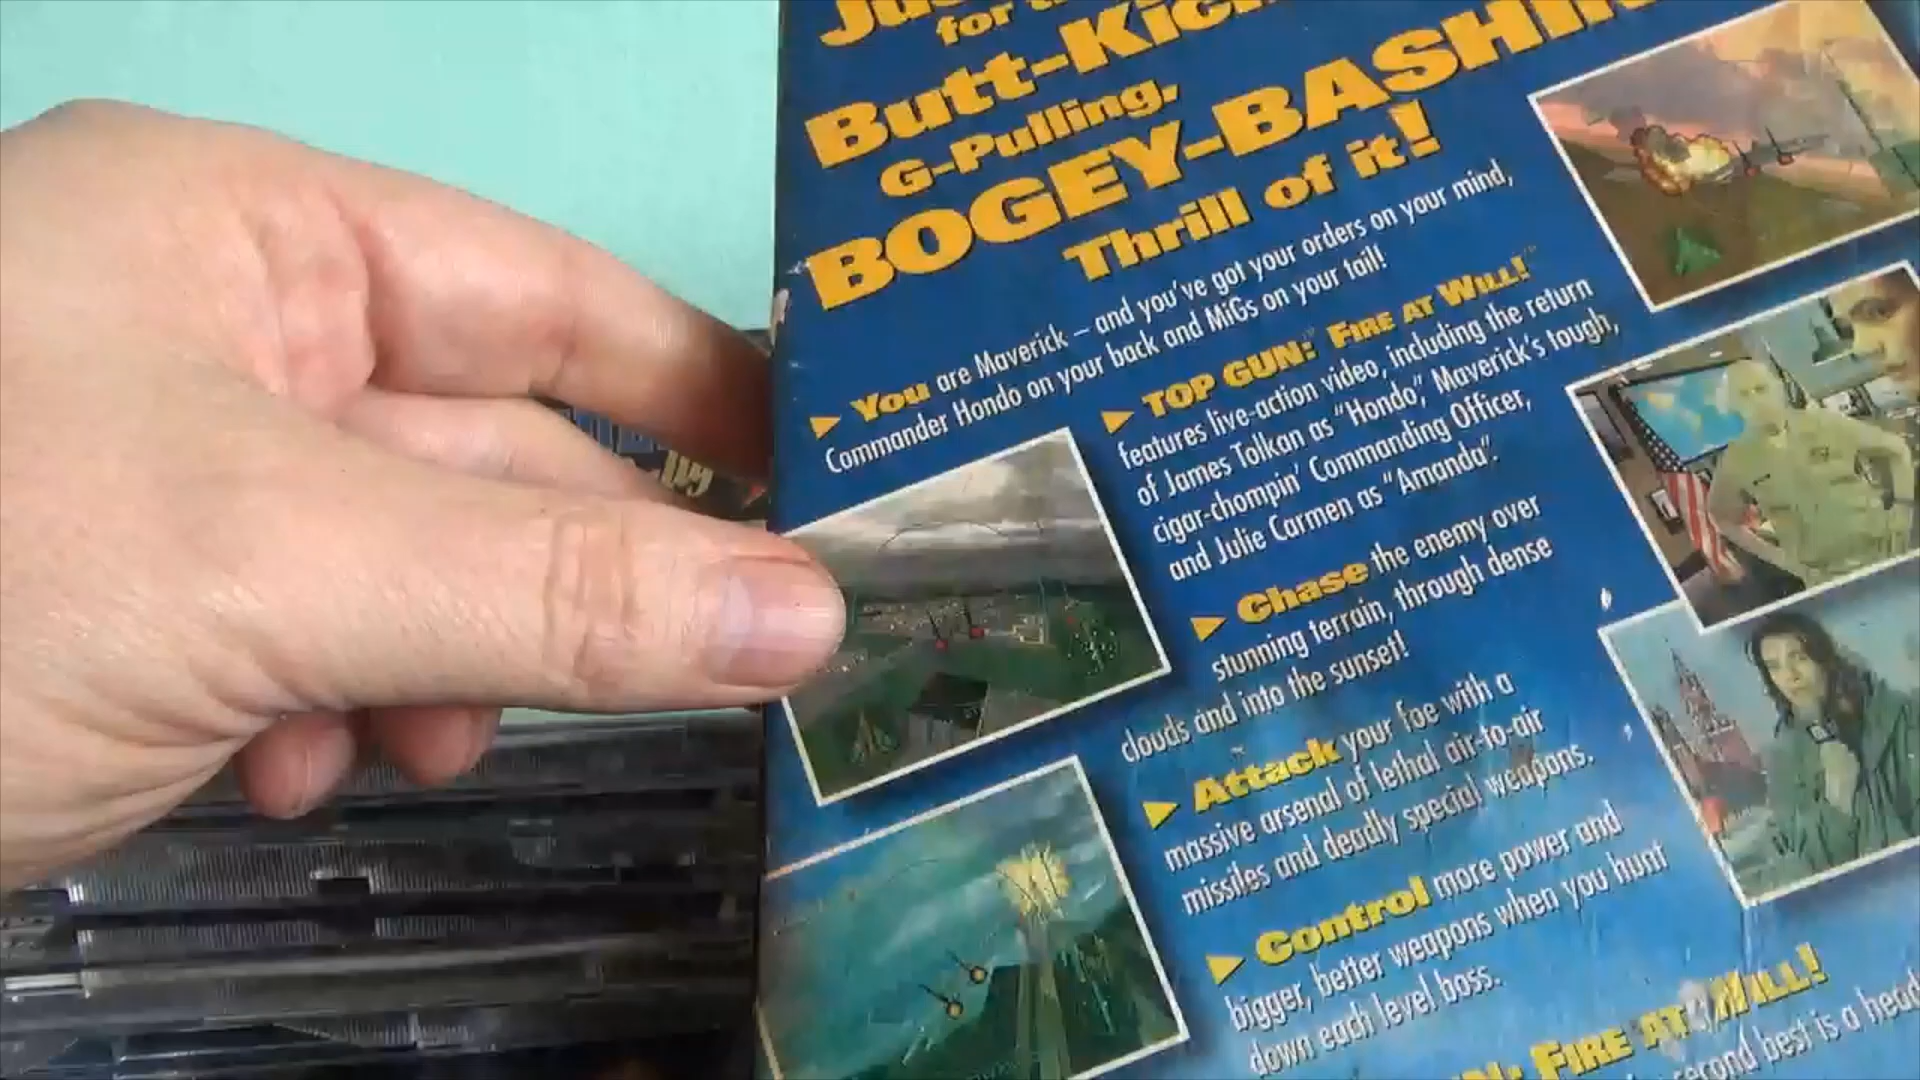 for
Butt-Kick
G-Pulling,
BOGEY-BASHIN
Thrill of it!
You are Maverick – and you've got your orders on your mind,
Commander Hondo on your back and MiGs on your tail!
TOP GUN: FIRE AT WILL!
features live-action video, including the return
of James Tolkan as "Hondo", Maverick's tough,
cigar-chompin' Commanding Officer,
and Julie Carmen as "Amanda".
Chase the enemy over
stunning terrain, through dense
clouds and into the sunset!
Attack your foe with a
massive arsenal of lethal air-to-air
missiles and deadly special weapons.
Control more power and
bigger, better weapons when you hunt
down each level boss.
FIRE AT WILL!
second best is a head